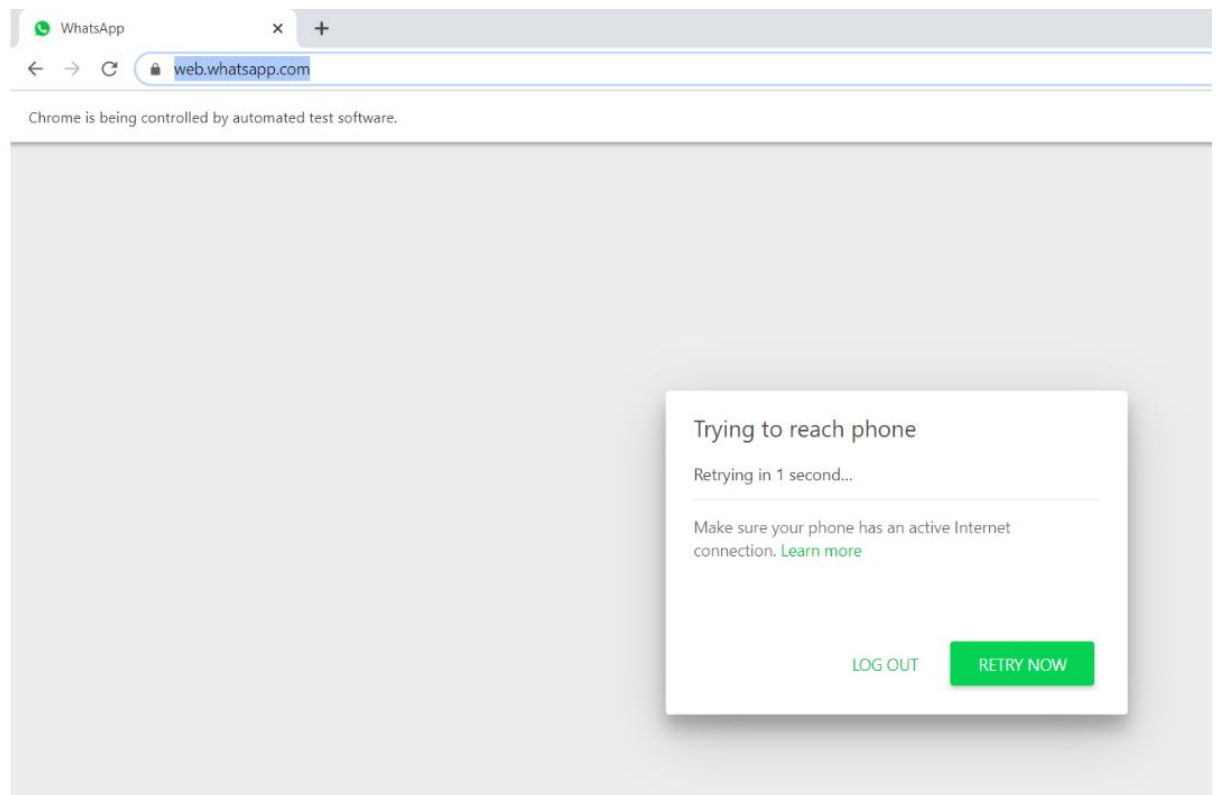 WhatsApp
web.whatsapp.com
Chrome is being controlled by automated test software.
Trying to reach phone
Retrying in 1 second...
Make sure your phone has an active Internet
connection. Learn more
LOG OUT RETRY NOW